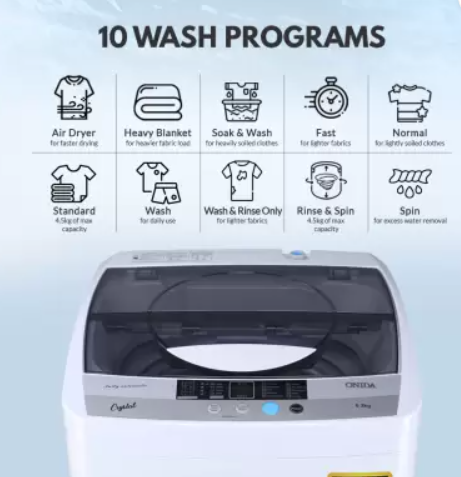 10 WASH PROGRAMS
Air Dryer
for faster drying
Heavy Blanket
for heavier fabric load
Soak & Wash
for heavily soiled clothes
Fast
for lighter fabrics
Normal
for lightly soiled clothes
Standard
4.5kg of max
capacity
Wash
for daily use
Wash & Rinse Only
for lighter fabrics
Rinse & Spin
4.5kg of max
capacity
Spin
for excess water removal
ONIDA
Crystal